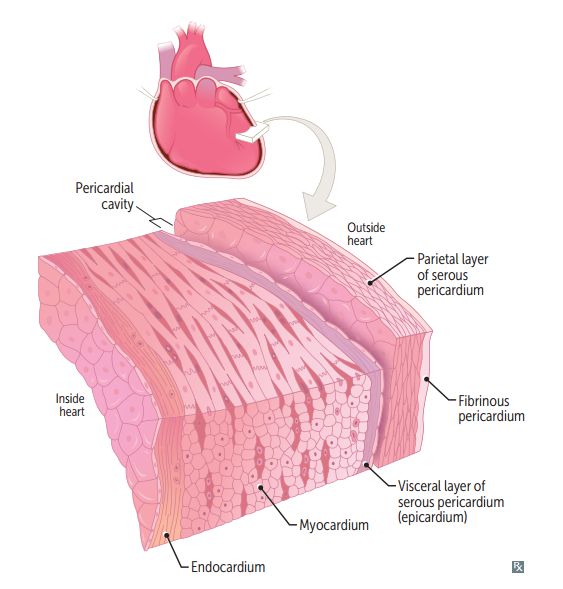 Pericardial
cavity
Outside
heart
Parietal layer
of serous
pericardium
Inside
heart
Fibrinous
pericardium
Visceral layer of
serous pericardium
(epicardium)
Myocardium
Endocardium
Rx